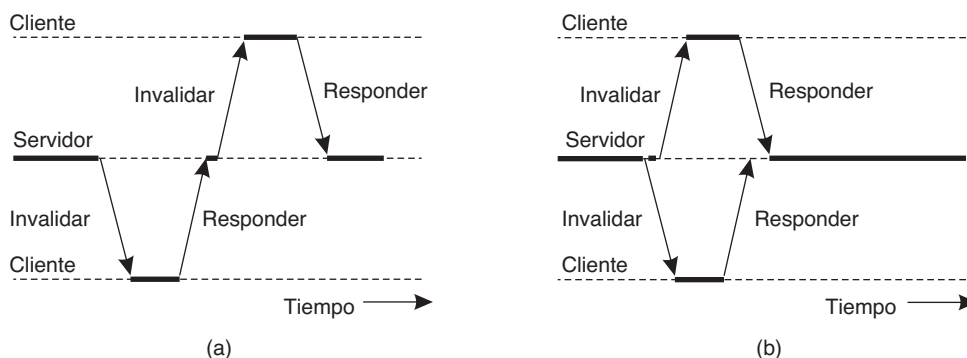 Cliente
Invalidar
Responder
Servidor
Invalidar
Responder
Cliente
Tiempo
(a)
Cliente
Invalidar
Responder
Servidor
Invalidar
Responder
Cliente
Tiempo
(b)